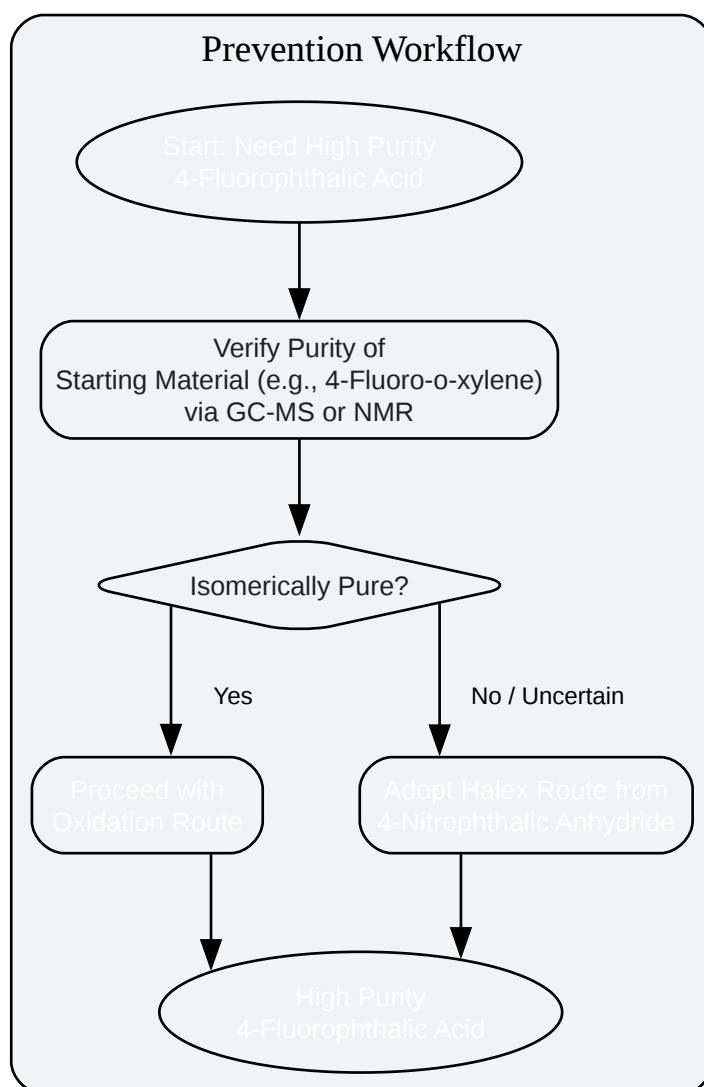 Prevention Workflow
Start: Need High Purity
4-Fluorophthalic Acid
Verify Purity of
Starting Material (e.g., 4-Fluoro-o-xylene)
via GC-MS or NMR
Isomerically Pure?
Yes
No / Uncertain
Proceed with
Oxidation Route
Adopt Halex Route from
4-Nitrophthalic Anhydride
High Purity
4-Fluorophthalic Acid